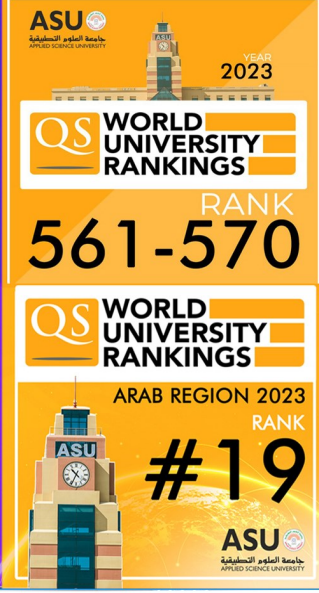 ASU
جامعة العلوم التطبيقية
APPLIED SCIENCE UNIVERSITY
ASU
YEAR
2023
QS
WORLD
UNIVERSITY
RANKINGS
RANK
561-570
QS
WORLD
UNIVERSITY
RANKINGS
ARAB REGION 2023
RANK
#19
ASU
ASU
جامعة العلوم التطبيقية
APPLIED SCIENCE UNIVERSITY